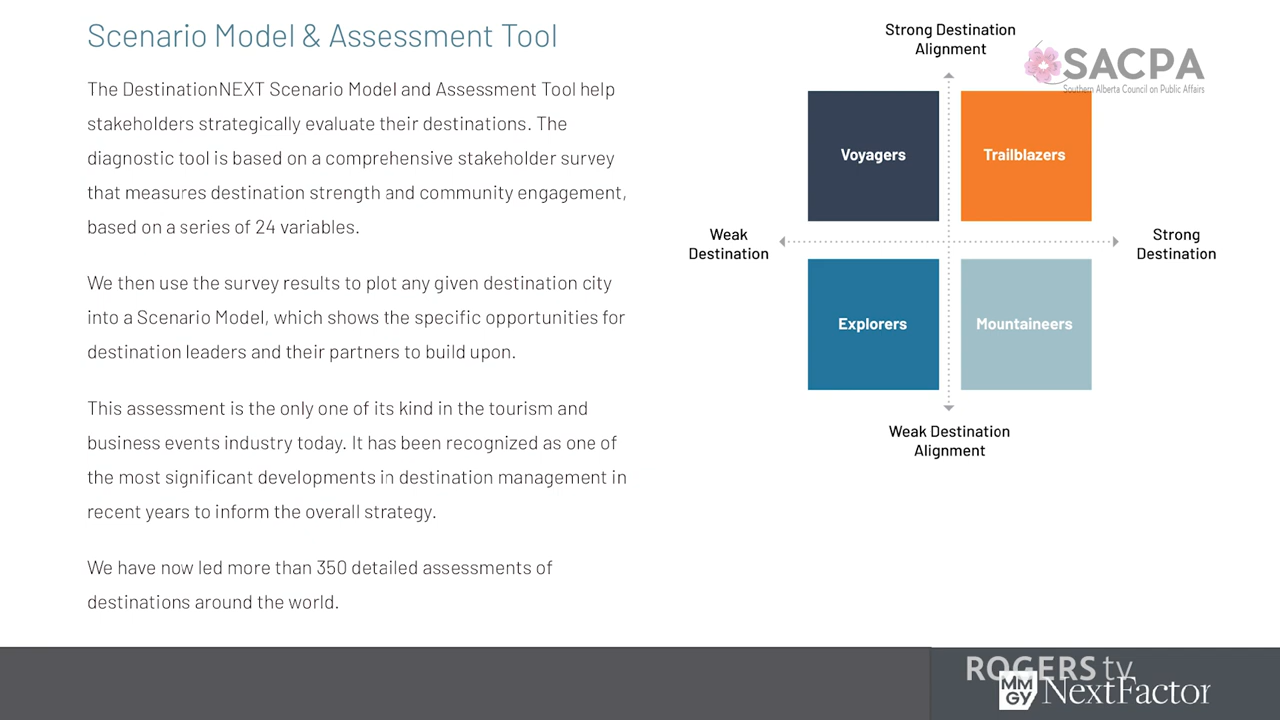 Scenario Model & Assessment Tool
The DestinationNEXT Scenario Model and Assessment Tool help
stakeholders strategically evaluate their destinations. The
diagnostic tool is based on a comprehensive stakeholder survey
that measures destination strength and community engagement,
based on a series of 24 variables.
We then use the survey results to plot any given destination city
into a Scenario Model, which shows the specific opportunities for
destination leaders and their partners to build upon.
This assessment is the only one of its kind in the tourism and
business events industry today. It has been recognized as one of
the most significant developments in destination management in
recent years to inform the overall strategy.
We have now led more than 350 detailed assessments of
destinations around the world.
Strong Destination
Alignment
SACPA
Southern Alberta Council on Public Affairs
Voyagers
Trailblazers
Weak
Destination
Strong
Destination
Explorers
Mountaineers
Weak Destination
Alignment
ROGERS tv
MMGY NextFactor